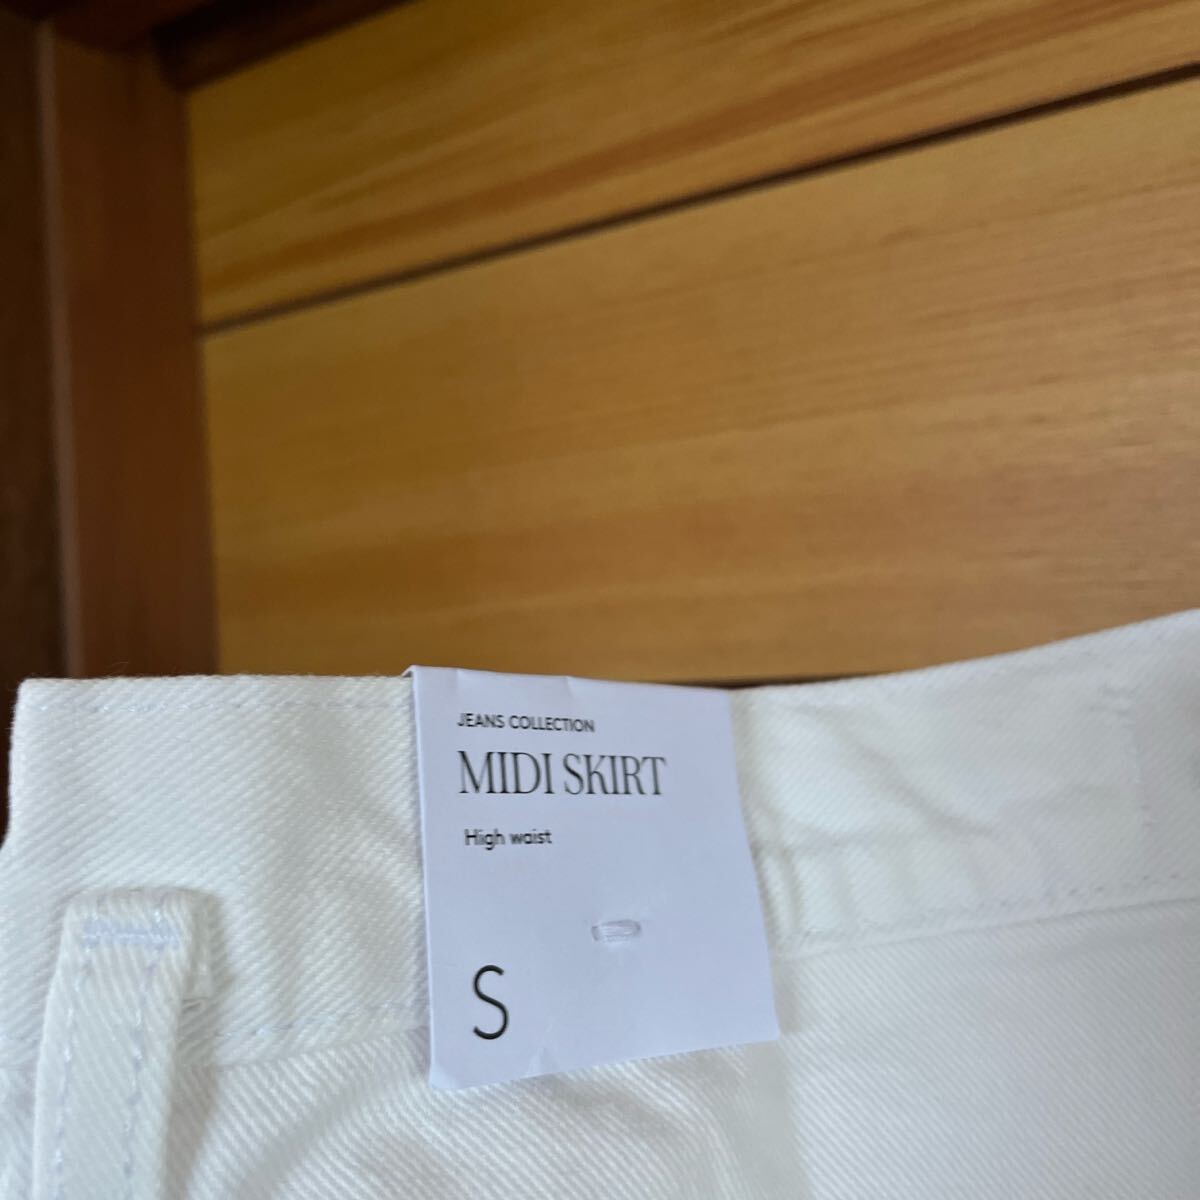 JEANS COLLECTION
MIDI SKIRT
High waist
S